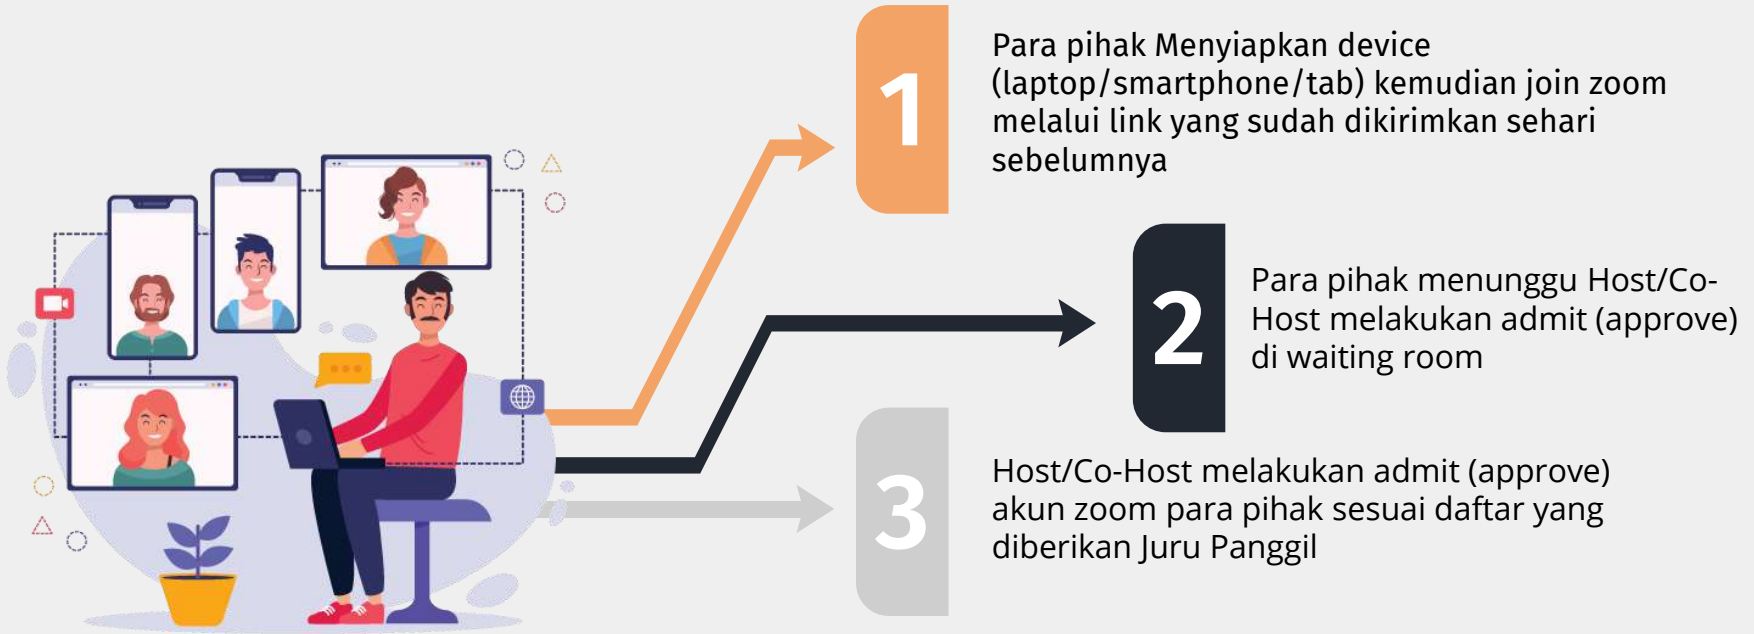 1
Para pihak Menyiapkan device
(laptop/smartphone/tab) kemudian join zoom
melalui link yang sudah dikirimkan sehari
sebelumnya
2
Para pihak menunggu Host/Co-
Host melakukan admit (approve)
di waiting room
3
Host/Co-Host melakukan admit (approve)
akun zoom para pihak sesuai daftar yang
diberikan Juru Panggil